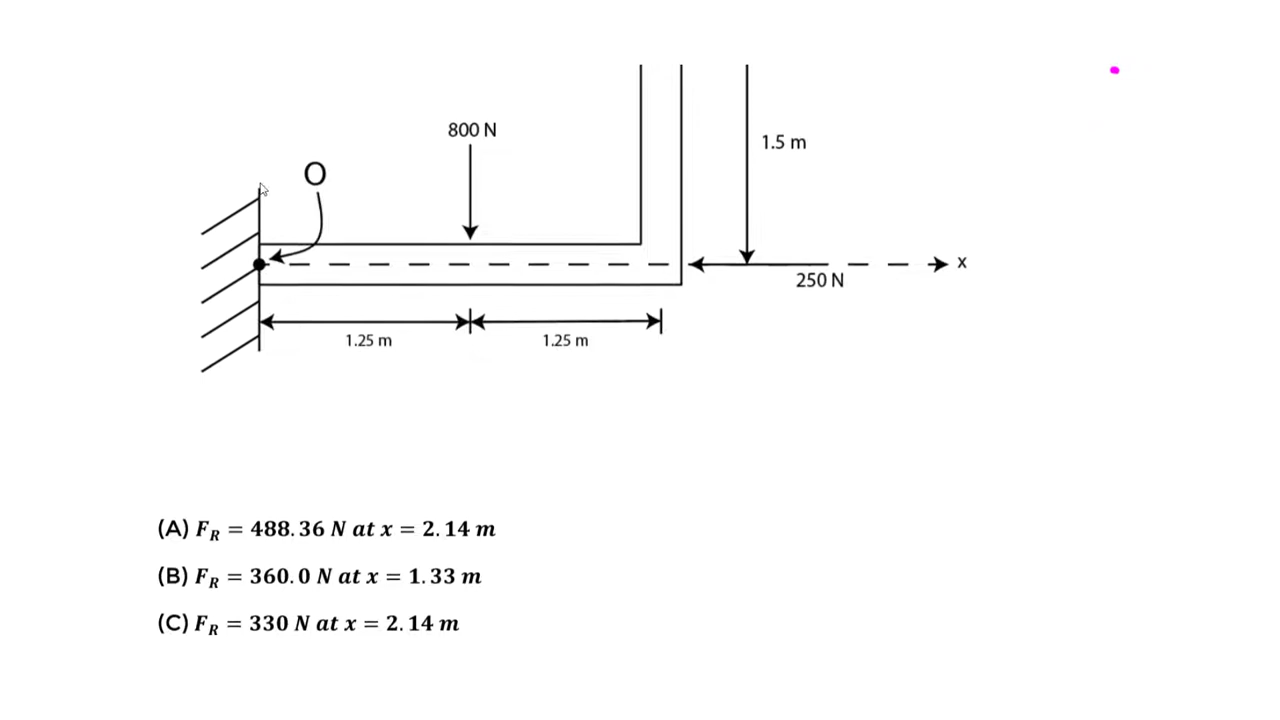 800 N
1.5 m
O
x
250 N
1.25 m
1.25 m
(A) F_R = 488.36 N at x = 2.14 m
(B) F_R = 360.0 N at x = 1.33 m
(C) F_R = 330 N at x = 2.14 m